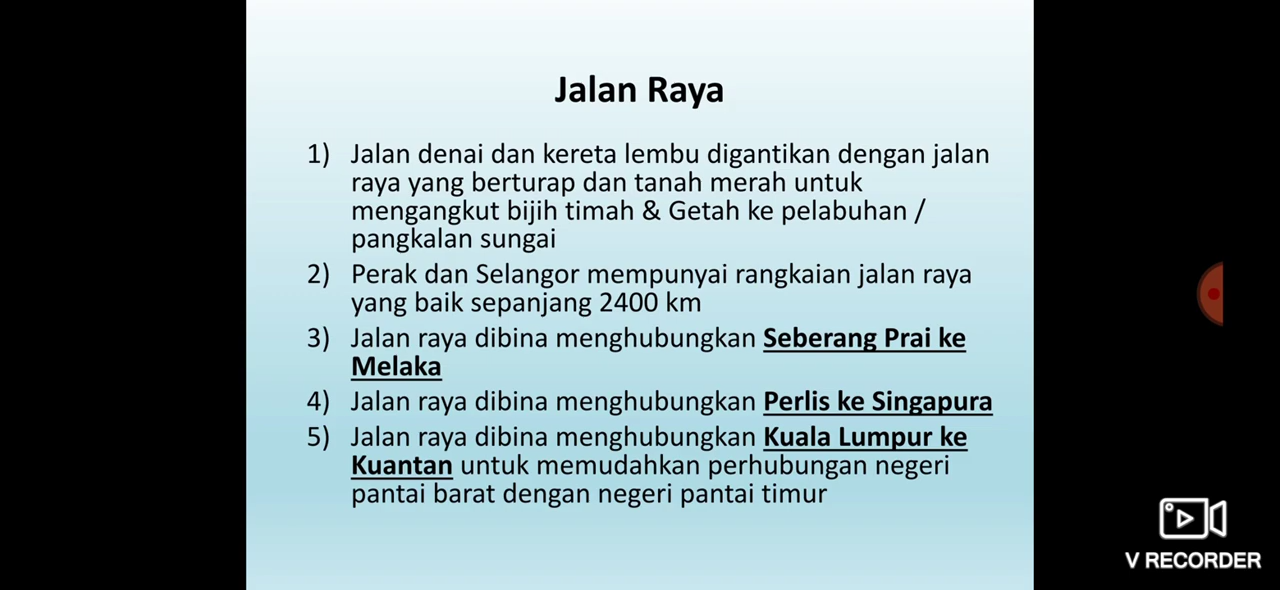 Jalan Raya
1) Jalan denai dan kereta lembu digantikan dengan jalan
raya yang berturap dan tanah merah untuk
mengangkut bijih timah & Getah ke pelabuhan /
pangkalan sungai
2) Perak dan Selangor mempunyai rangkaian jalan raya
yang baik sepanjang 2400 km
3) Jalan raya dibina menghubungkan Seberang Prai ke
Melaka
4) Jalan raya dibina menghubungkan Perlis ke Singapura
5) Jalan raya dibina menghubungkan Kuala Lumpur ke
Kuantan untuk memudahkan perhubungan negeri
pantai barat dengan negeri pantai timur
V RECORDER